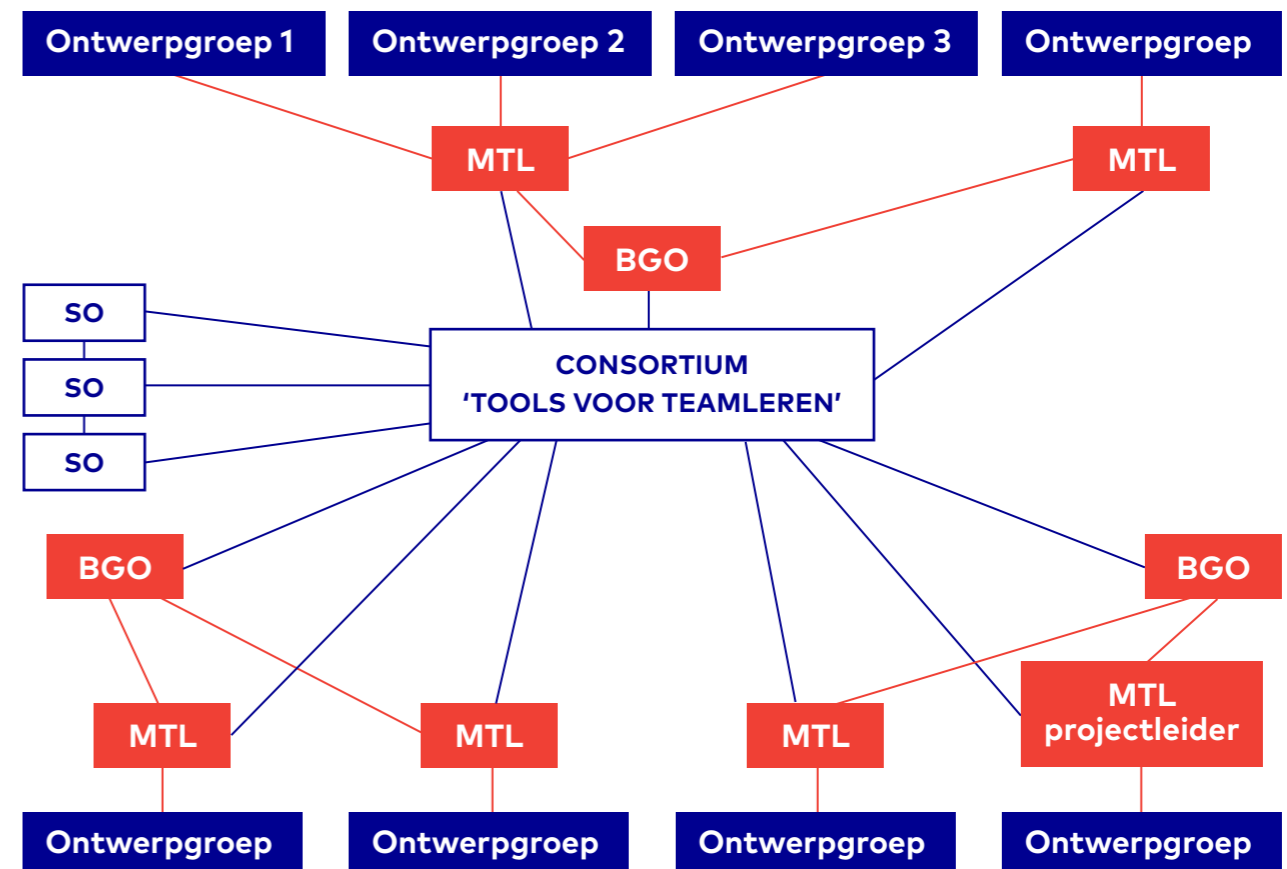 Ontwerpgroep 1
Ontwerpgroep 2
Ontwerpgroep 3
Ontwerpgroep
MTL
MTL
BGO
SO
SO
SO
CONSORTIUM
‘TOOLS VOOR TEAMLEREN’
BGO
BGO
MTL
MTL
MTL
MTL
projectleider
Ontwerpgroep
Ontwerpgroep
Ontwerpgroep
Ontwerpgroep